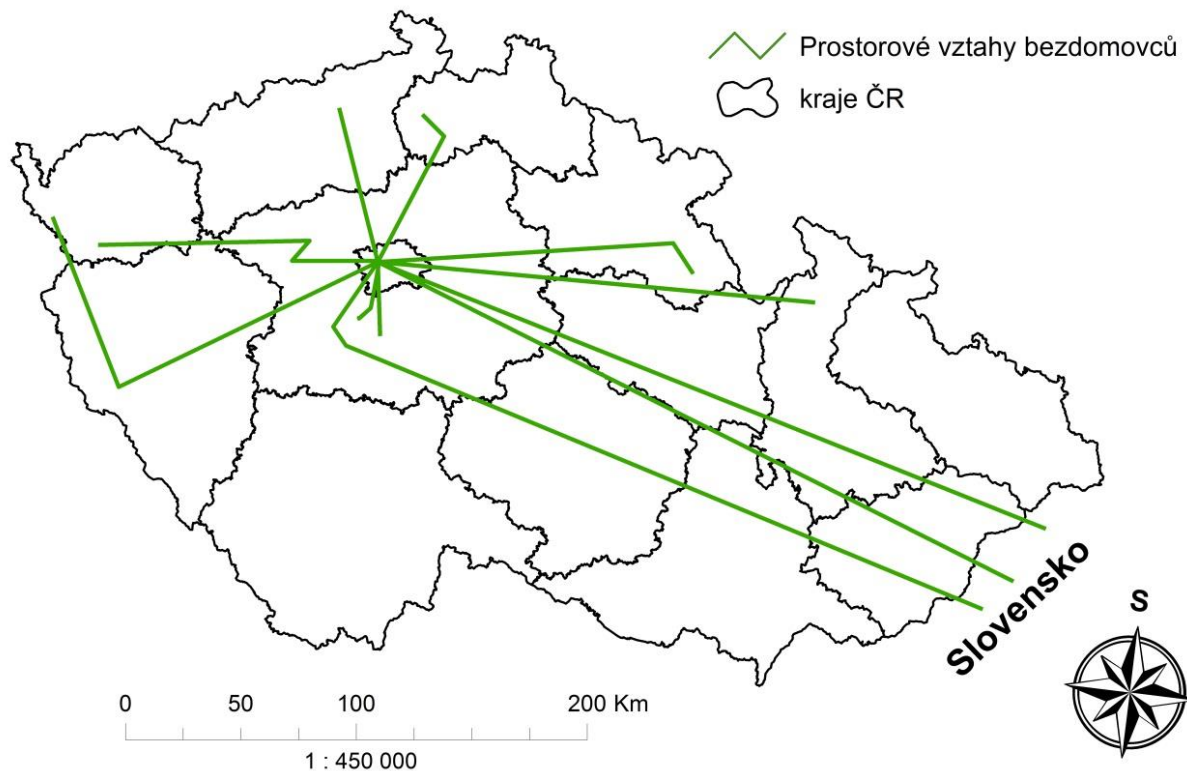 Prostorové vztahy bezdomovců
kraje ČR
Slovensko
S
0 50 100 200 Km
1 : 450 000